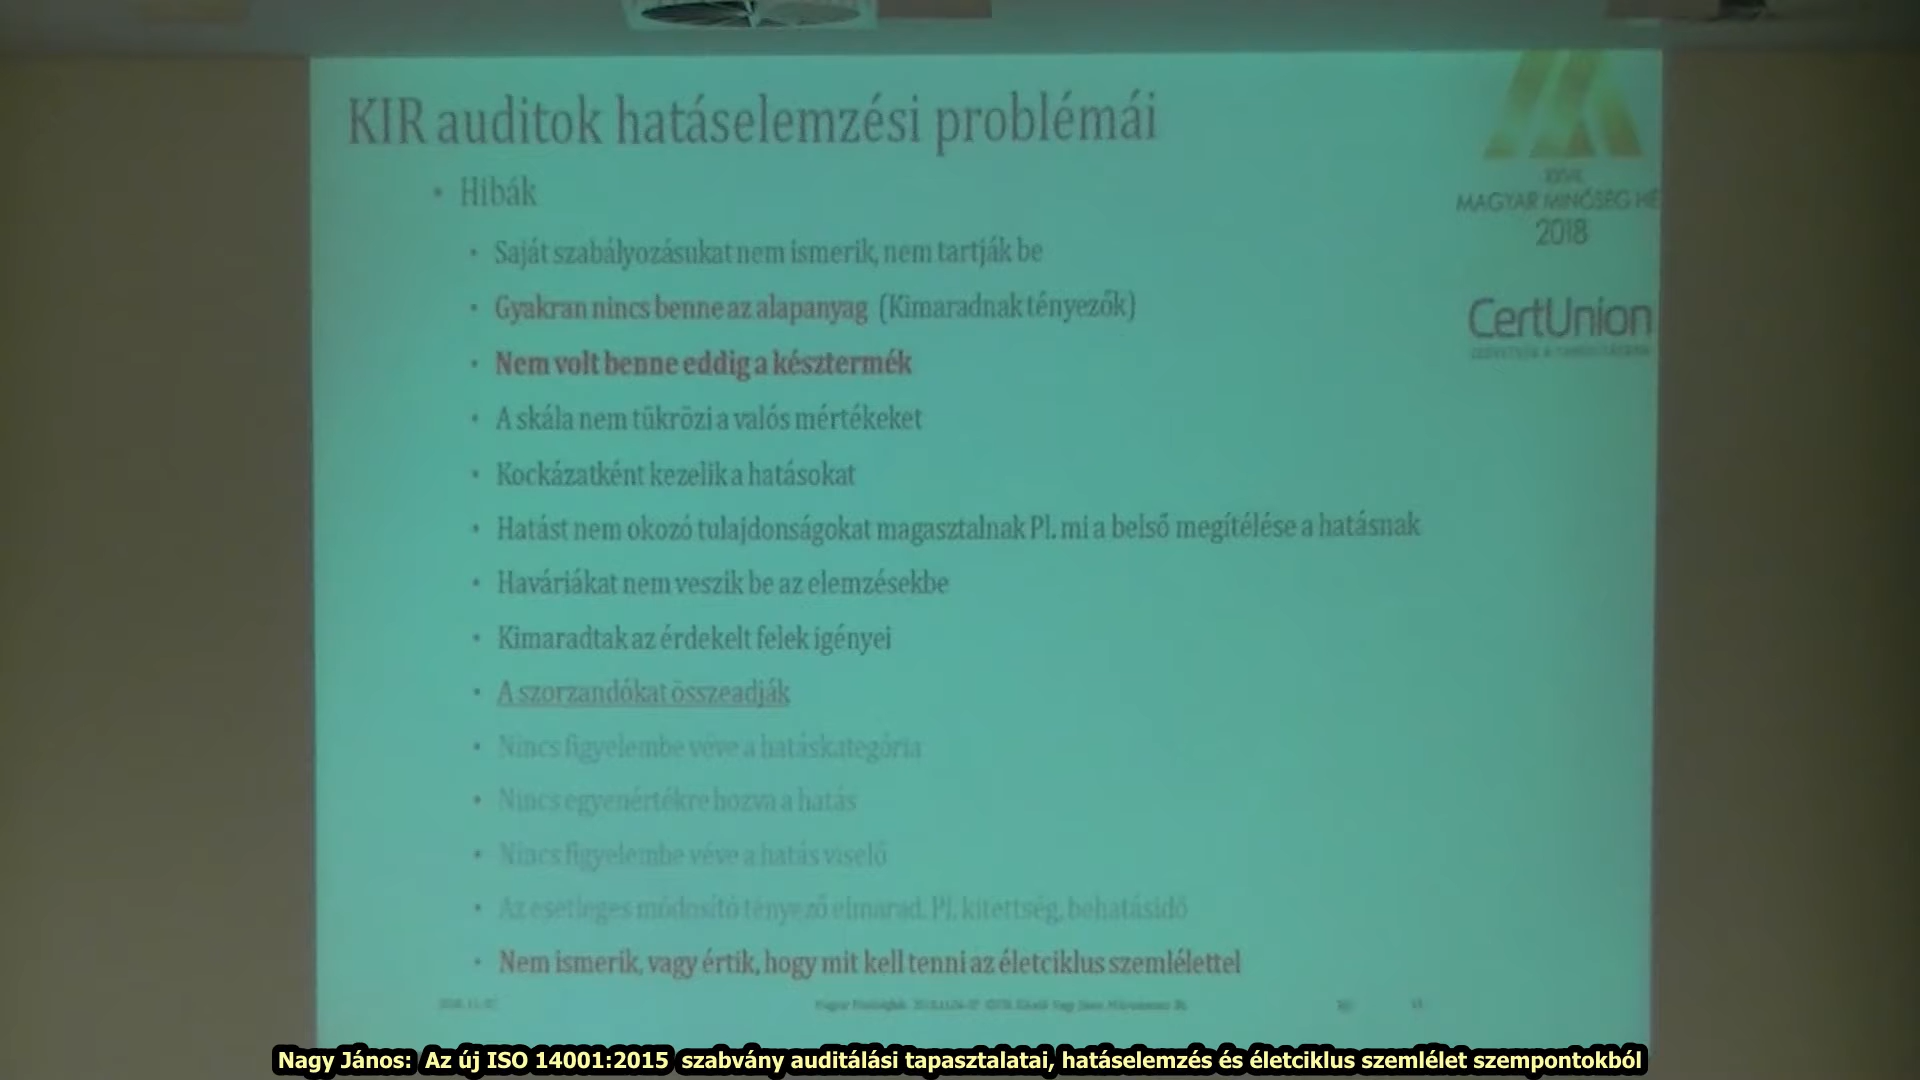 KIR auditok hatáselemzési problémái
• Hibák
• Saját szabályozásukat nem ismerik, nem tartják be
• Gyakran nincs benne az alapanyag (Kimaradnak tényezők)
• Nem volt benne eddig a késztermék
• A skála nem tükrözi a valós mértékeket
• Kockázatként kezelik a hatásokat
• Hatást nem okozó tulajdonságokat magasztalnak Pl. mi a belső megítélése a hatásnak
• Haváriákat nem veszik be az elemzésekbe
• Kimaradtak az érdekelt felek igényei
• A szorzandókat összeadják
• Nincs figyelembe véve a hatáskategória
• Nincs egyenértékre hozva a hatás
• Nincs figyelembe véve a hatás viselő
• Az esetleges módosító tényező elmarad. Pl. kitettség, behatásidő
• Nem ismerik, vagy értik, hogy mit kell tenni az életciklus szemlélettel
MAGYAR MINŐSÉG HÉ
2018
CertUnion
Nagy János: Az új ISO 14001:2015 szabvány auditálási tapasztalatai, hatáselemzés és életciklus szemlélet szempontokból